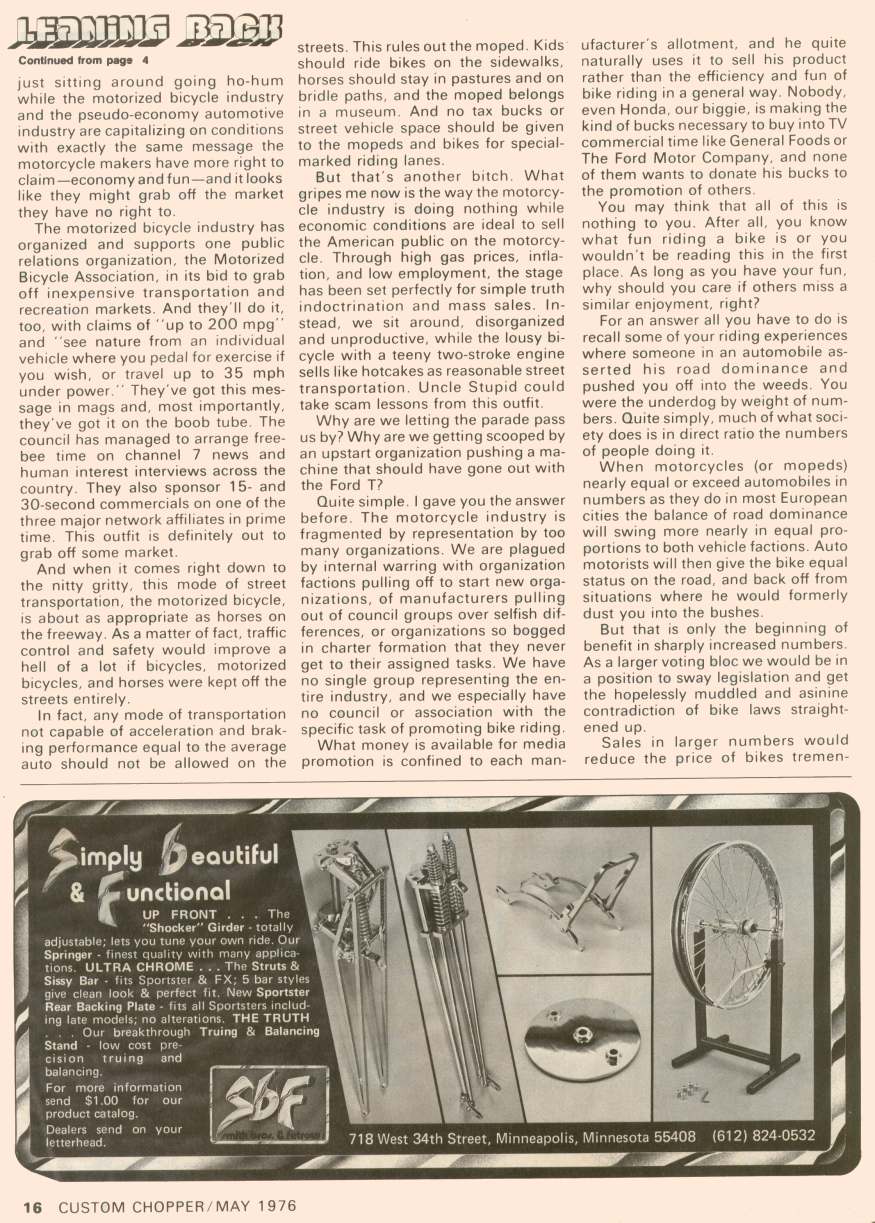 LEANING BACK
Continued from page 4
just sitting around going ho-hum
while the motorized bicycle industry
and the pseudo-economy automotive
industry are capitalizing on conditions
with exactly the same message the
motorcycle makers have more right to
claim—economy and fun—and it looks
like they might grab off the market
they have no right to.
The motorized bicycle industry has
organized and supports one public
relations organization, the Motorized
Bicycle Association, in its bid to grab
off inexpensive transportation and
recreation markets. And they'll do it,
too, with claims of "up to 200 mpg"
and "see nature from an individual
vehicle where you pedal for exercise if
you wish, or travel up to 35 mph
under power." They've got this mes-
sage in mags and, most importantly,
they've got it on the boob tube. The
council has managed to arrange free-
bee time on channel 7 news and
human interest interviews across the
country. They also sponsor 15- and
30-second commercials on one of the
three major network affiliates in prime
time. This outfit is definitely out to
grab off some market.
And when it comes right down to
the nitty gritty, this mode of street
transportation, the motorized bicycle,
is about as appropriate as horses on
the freeway. As a matter of fact, traffic
control and safety would improve a
hell of a lot if bicycles, motorized
bicycles, and horses were kept off the
streets entirely.
In fact, any mode of transportation
not capable of acceleration and brak-
ing performance equal to the average
auto should not be allowed on the
streets. This rules out the moped. Kids
should ride bikes on the sidewalks,
horses should stay in pastures and on
bridle paths, and the moped belongs
in a museum. And no tax bucks or
street vehicle space should be given
to the mopeds and bikes for special-
marked riding lanes.
But that's another bitch. What
gripes me now is the way the motorcy-
cle industry is doing nothing while
economic conditions are ideal to sell
the American public on the motorcy-
cle. Through high gas prices, infla-
tion, and low employment, the stage
has been set perfectly for simple truth
indoctrination and mass sales. In-
stead, we sit around, disorganized
and unproductive, while the lousy bi-
cycle with a teeny two-stroke engine
sells like hotcakes as reasonable street
transportation. Uncle Stupid could
take scam lessons from this outfit.
Why are we letting the parade pass
us by? Why are we getting scooped by
an upstart organization pushing a ma-
chine that should have gone out with
the Ford T?
Quite simple. I gave you the answer
before. The motorcycle industry is
fragmented by representation by too
many organizations. We are plagued
by internal warring with organization
factions pulling off to start new orga-
nizations, of manufacturers pulling
out of council groups over selfish dif-
ferences, or organizations so bogged
in charter formation that they never
get to their assigned tasks. We have
no single group representing the en-
tire industry, and we especially have
no council or association with the
specific task of promoting bike riding.
What money is available for media
promotion is confined to each man-
ufacturer's allotment, and he quite
naturally uses it to sell his product
rather than the efficiency and fun of
bike riding in a general way. Nobody,
even Honda, our biggie, is making the
kind of bucks necessary to buy into TV
commercial time like General Foods or
The Ford Motor Company, and none
of them wants to donate his bucks to
the promotion of others.
You may think that all of this is
nothing to you. After all, you know
what fun riding a bike is or you
wouldn't be reading this in the first
place. As long as you have your fun,
why should you care if others miss a
similar enjoyment, right?
For an answer all you have to do is
recall some of your riding experiences
where someone in an automobile as-
serted his road dominance and
pushed you off into the weeds. You
were the underdog by weight of num-
bers. Quite simply, much of what soci-
ety does is in direct ratio the numbers
of people doing it.
When motorcycles (or mopeds)
nearly equal or exceed automobiles in
numbers as they do in most European
cities the balance of road dominance
will swing more nearly in equal pro-
portions to both vehicle factions. Auto
motorists will then give the bike equal
status on the road, and back off from
situations where he would formerly
dust you into the bushes.
But that is only the beginning of
benefit in sharply increased numbers.
As a larger voting bloc we would be in
a position to sway legislation and get
the hopelessly muddled and asinine
contradiction of bike laws straight-
ened up.
Sales in larger numbers would
reduce the price of bikes tremen-
Simply Beautiful
& Functional
UP FRONT . . . The
"Shocker" Girder - totally
adjustable; lets you tune your own ride. Our
Springer - finest quality with many applica-
tions. ULTRA CHROME . . . The Struts &
Sissy Bar - fits Sportster & FX; 5 bar styles
give clean look & perfect fit. New Sportster
Rear Backing Plate - fits all Sportsters includ-
ing late models; no alterations. THE TRUTH
. . . Our breakthrough Truing & Balancing
Stand - low cost pre-
cision truing and
balancing.
For more information
send $1.00 for our
product catalog.
Dealers send on your
letterhead.
SbF
smith bros. & fetrow
718 West 34th Street, Minneapolis, Minnesota 55408 (612) 824-0532
16 CUSTOM CHOPPER/MAY 1976